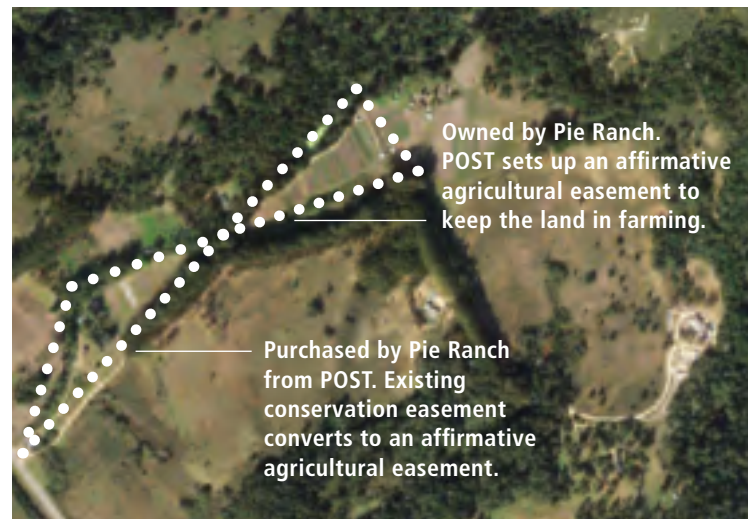 Owned by Pie Ranch.
POST sets up an affirmative
agricultural easement to
keep the land in farming.
Purchased by Pie Ranch
from POST. Existing
conservation easement
converts to an affirmative
agricultural easement.